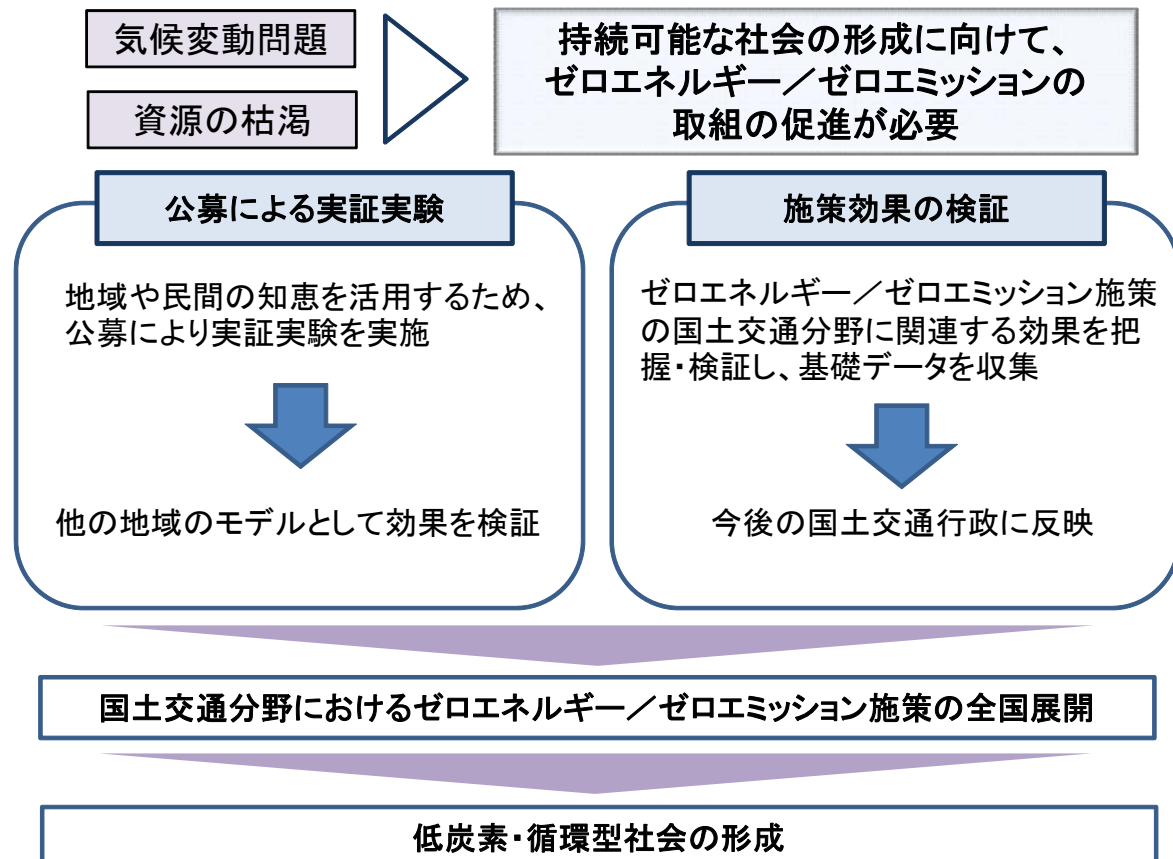 気候変動問題
資源の枯渇
持続可能な社会の形成に向けて、
ゼロエネルギー／ゼロエミッションの
取組の促進が必要
公募による実証実験
地域や民間の知恵を活用するため、
公募により実証実験を実施
他の地域のモデルとして効果を検証
施策効果の検証
ゼロエネルギー／ゼロエミッション施策
の国土交通分野に関連する効果を把
握・検証し、基礎データを収集
今後の国土交通行政に反映
国土交通分野におけるゼロエネルギー／ゼロエミッション施策の全国展開
低炭素・循環型社会の形成